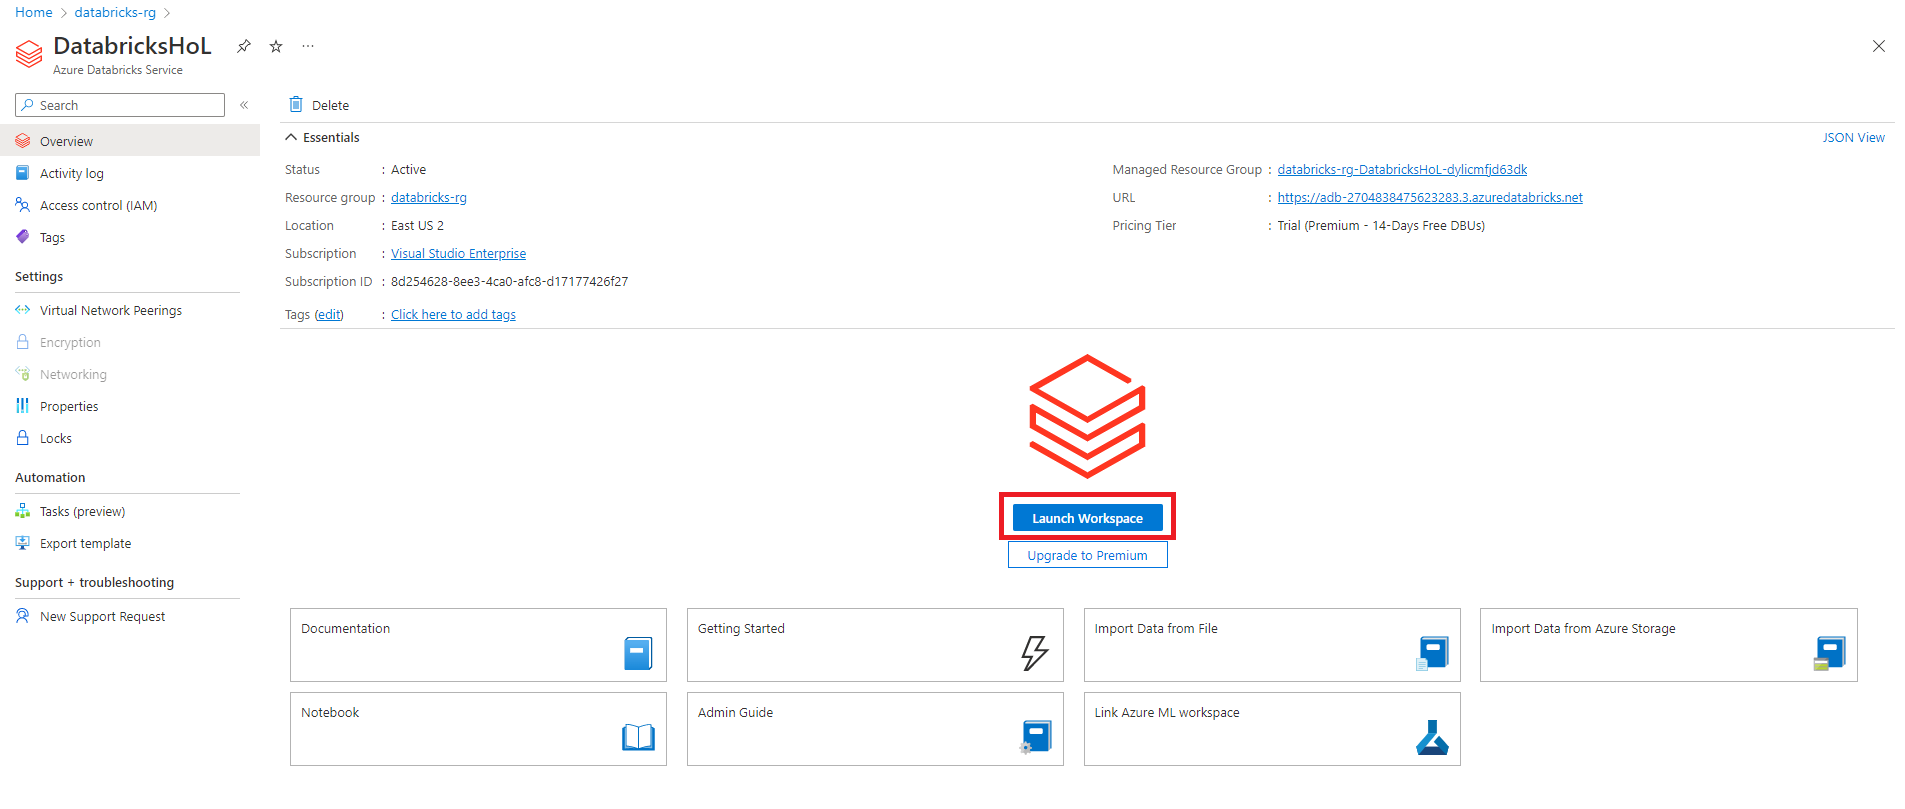 Home > databricks-rg >
DatabricksHoL
Azure Databricks Service
Search
Overview
Activity log
Access control (IAM)
Tags
Settings
Virtual Network Peerings
Encryption
Networking
Properties
Locks
Automation
Tasks (preview)
Export template
Support + troubleshooting
New Support Request
Delete
Essentials
JSON View
Status : Active
Resource group : databricks-rg
Location : East US 2
Subscription : Visual Studio Enterprise
Subscription ID : 8d254628-8ee3-4ca0-afc8-d17177426f27
Tags (edit) : Click here to add tags
Managed Resource Group : databricks-rg-DatabricksHoL-dylicmfjd63dk
URL : https://adb-2704838475623283.3.azuredatabricks.net
Pricing Tier : Trial (Premium - 14-Days Free DBUs)
Launch Workspace
Upgrade to Premium
Documentation
Getting Started
Import Data from File
Import Data from Azure Storage
Notebook
Admin Guide
Link Azure ML workspace